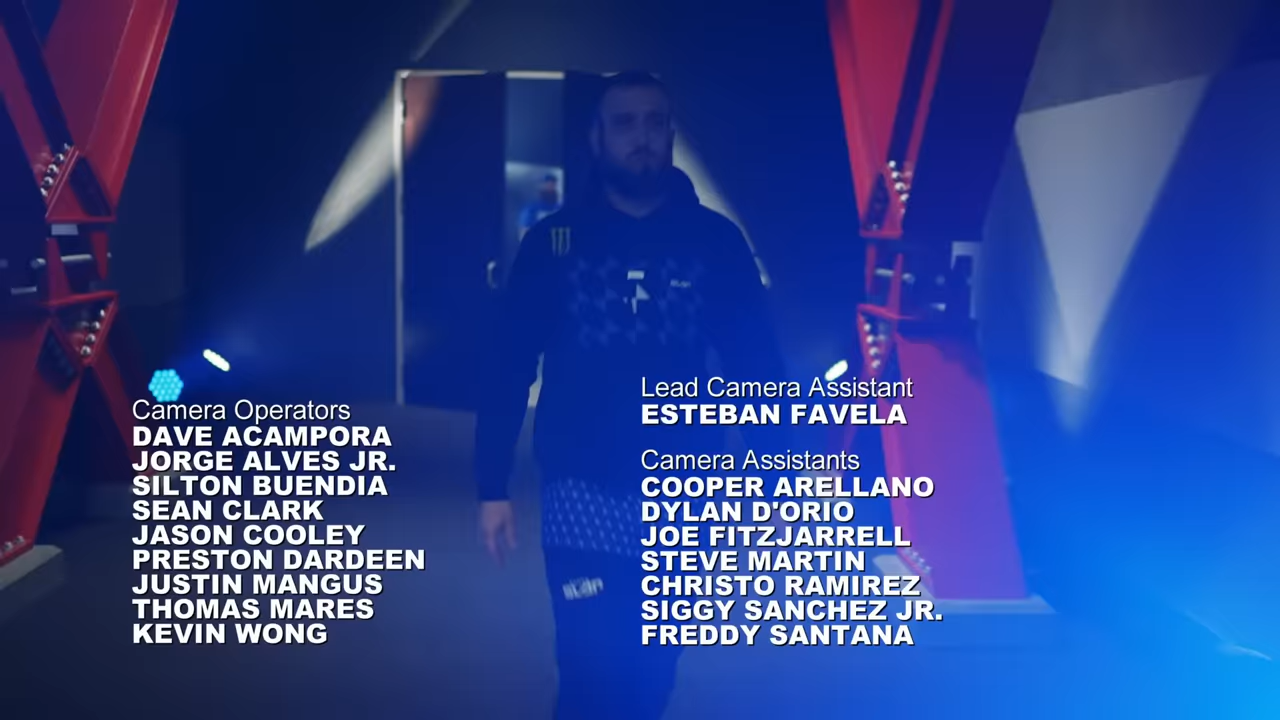 Camera Operators
DAVE ACAMPORA
JORGE ALVES JR.
SILTON BUENDIA
SEAN CLARK
JASON COOLEY
PRESTON DARDEEN
JUSTIN MANGUS
THOMAS MARES
KEVIN WONG
Lead Camera Assistant
ESTEBAN FAVELA
Camera Assistants
COOPER ARELLANO
DYLAN D'ORIO
JOE FITZJARRELL
STEVE MARTIN
CHRISTO RAMIREZ
SIGGY SANCHEZ JR.
FREDDY SANTANA